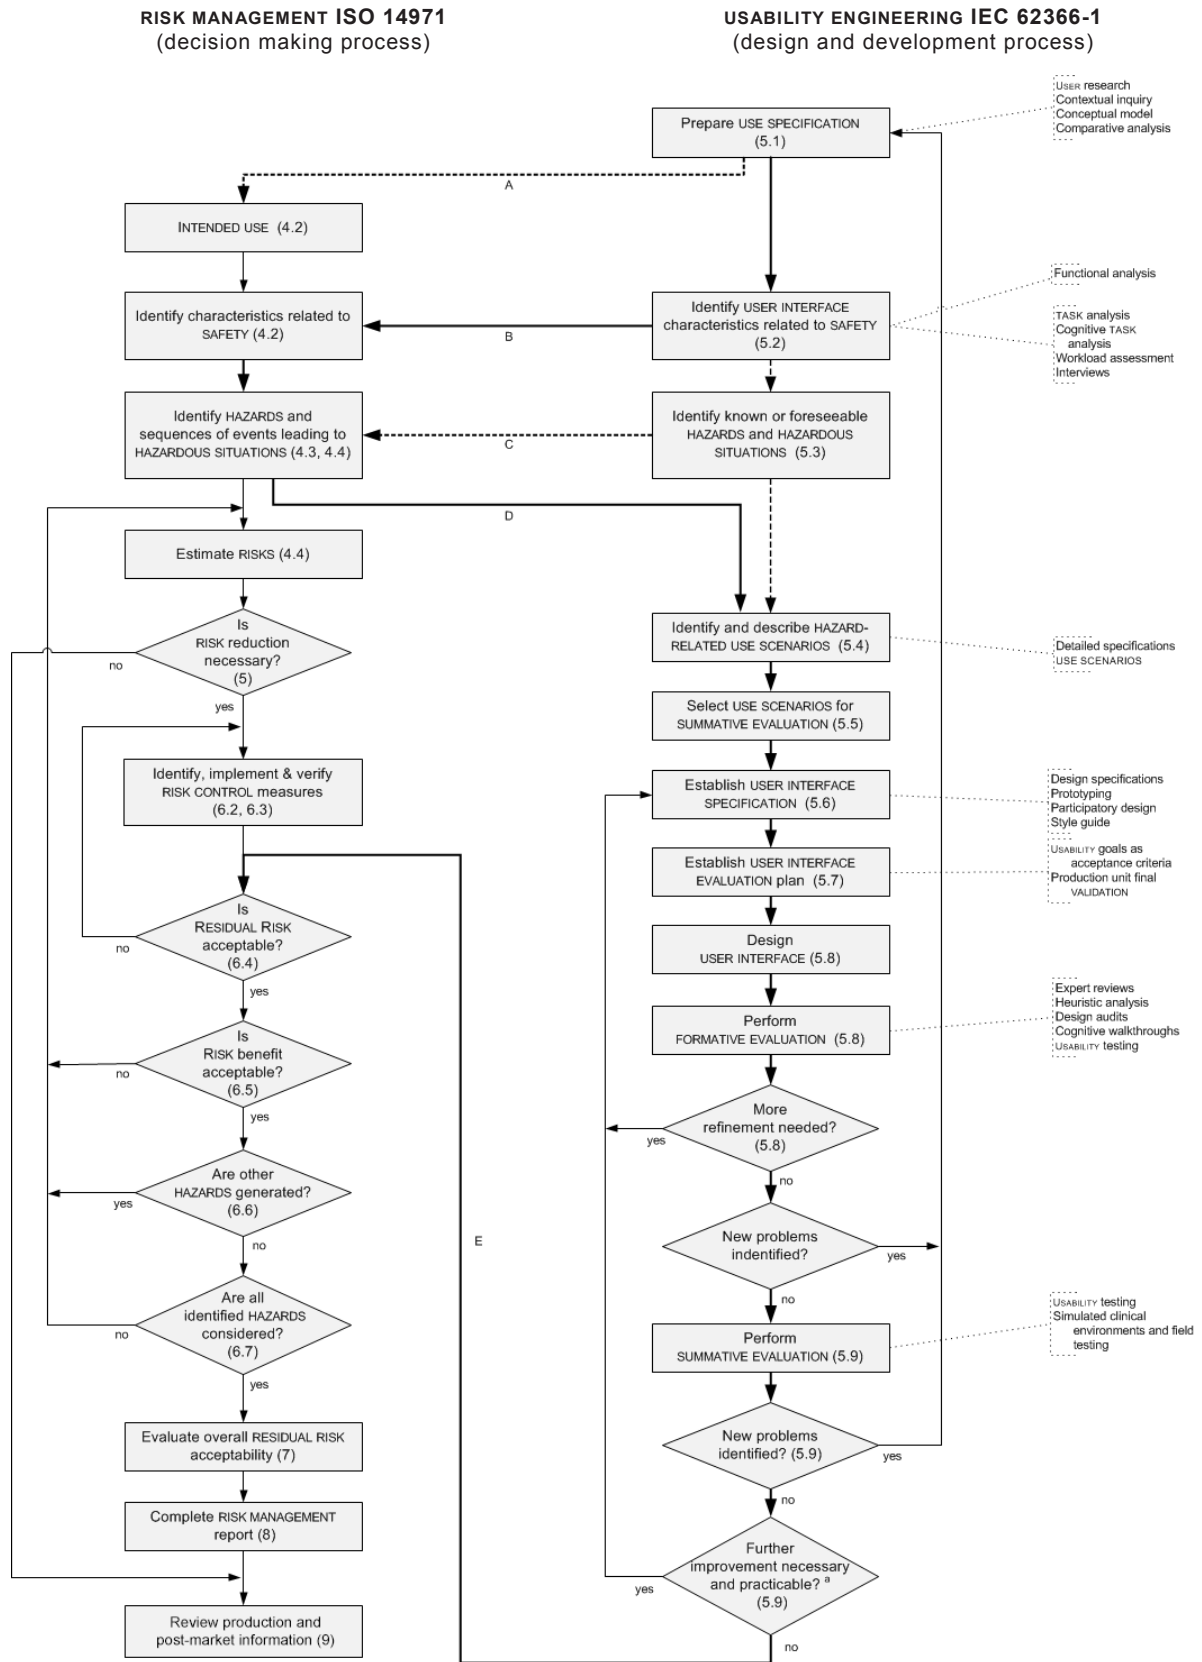 RISK MANAGEMENT ISO 14971
(decision making process)
USABILITY ENGINEERING IEC 62366-1
(design and development process)
Prepare USE SPECIFICATION
(5.1)
USER research
Contextual inquiry
Conceptual model
Comparative analysis
A
INTENDED USE (4.2)
Identify characteristics related to
SAFETY (4.2)
B
Identify USER INTERFACE
characteristics related to SAFETY
(5.2)
Functional analysis
TASK analysis
Cognitive TASK
analysis
Workload assessment
Interviews
Identify HAZARDS and
sequences of events leading to
HAZARDOUS SITUATIONS (4.3, 4.4)
C
Identify known or foreseeable
HAZARDS and HAZARDOUS
SITUATIONS (5.3)
D
Estimate RISKS (4.4)
Is
RISK reduction
necessary?
(5)
no
yes
Identify and describe HAZARD-
RELATED USE SCENARIOS (5.4)
Detailed specifications
USE SCENARIOS
Select USE SCENARIOS for
SUMMATIVE EVALUATION (5.5)
Identify, implement & verify
RISK CONTROL measures
(6.2, 6.3)
Establish USER INTERFACE
SPECIFICATION (5.6)
Design specifications
Prototyping
Participatory design
Style guide
Establish USER INTERFACE
EVALUATION plan (5.7)
USABILITY goals as
acceptance criteria
Production unit final
VALIDATION
Is
RESIDUAL RISK
acceptable?
(6.4)
no
yes
Design
USER INTERFACE (5.8)
Perform
FORMATIVE EVALUATION (5.8)
Expert reviews
Heuristic analysis
Design audits
Cognitive walkthroughs
USABILITY testing
Is
RISK benefit
acceptable?
(6.5)
no
yes
More
refinement needed?
(5.8)
yes
no
Are other
HAZARDS generated?
(6.6)
yes
no
E
New problems
indentified?
yes
no
Are all
identified HAZARDS
considered?
(6.7)
no
yes
Perform
SUMMATIVE EVALUATION (5.9)
USABILITY testing
Simulated clinical
environments and field
testing
Evaluate overall RESIDUAL RISK
acceptability (7)
New problems
identified? (5.9)
yes
no
Complete RISK MANAGEMENT
report (8)
Further
improvement necessary
and practicable? a
(5.9)
yes
no
Review production and
post-market information (9)